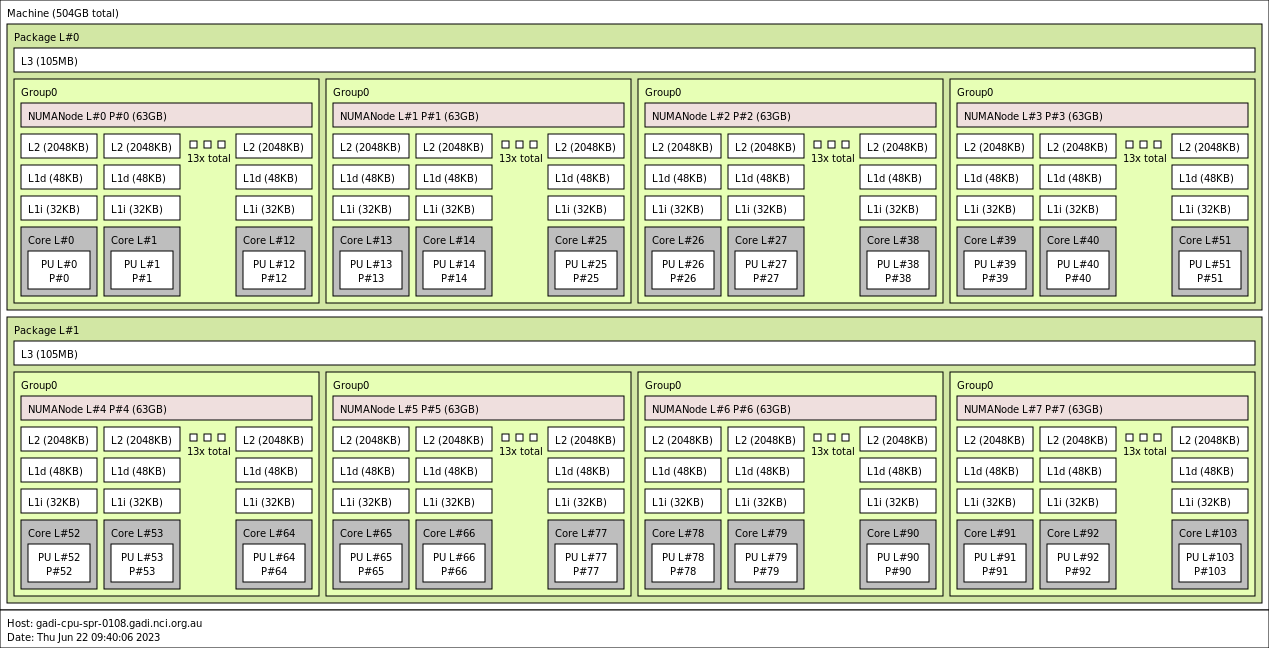 Machine (504GB total)
Package L#0
L3 (105MB)
Group0 Group0 Group0 Group0
NUMANode L#0 P#0 (63GB) NUMANode L#1 P#1 (63GB) NUMANode L#2 P#2 (63GB) NUMANode L#3 P#3 (63GB)
L2 (2048KB) L2 (2048KB) L2 (2048KB) L2 (2048KB) L2 (2048KB) L2 (2048KB) L2 (2048KB) L2 (2048KB) L2 (2048KB) L2 (2048KB) L2 (2048KB) L2 (2048KB)
13x total 13x total 13x total 13x total
L1d (48KB) L1d (48KB) L1d (48KB) L1d (48KB) L1d (48KB) L1d (48KB) L1d (48KB) L1d (48KB) L1d (48KB) L1d (48KB) L1d (48KB) L1d (48KB)
L1i (32KB) L1i (32KB) L1i (32KB) L1i (32KB) L1i (32KB) L1i (32KB) L1i (32KB) L1i (32KB) L1i (32KB) L1i (32KB) L1i (32KB) L1i (32KB)
Core L#0 Core L#1 Core L#12 Core L#13 Core L#14 Core L#25 Core L#26 Core L#27 Core L#38 Core L#39 Core L#40 Core L#51
PU L#0 PU L#1 PU L#12 PU L#13 PU L#14 PU L#25 PU L#26 PU L#27 PU L#38 PU L#39 PU L#40 PU L#51
P#0 P#1 P#12 P#13 P#14 P#25 P#26 P#27 P#38 P#39 P#40 P#51
Package L#1
L3 (105MB)
Group0 Group0 Group0 Group0
NUMANode L#4 P#4 (63GB) NUMANode L#5 P#5 (63GB) NUMANode L#6 P#6 (63GB) NUMANode L#7 P#7 (63GB)
L2 (2048KB) L2 (2048KB) L2 (2048KB) L2 (2048KB) L2 (2048KB) L2 (2048KB) L2 (2048KB) L2 (2048KB) L2 (2048KB) L2 (2048KB) L2 (2048KB) L2 (2048KB)
13x total 13x total 13x total 13x total
L1d (48KB) L1d (48KB) L1d (48KB) L1d (48KB) L1d (48KB) L1d (48KB) L1d (48KB) L1d (48KB) L1d (48KB) L1d (48KB) L1d (48KB) L1d (48KB)
L1i (32KB) L1i (32KB) L1i (32KB) L1i (32KB) L1i (32KB) L1i (32KB) L1i (32KB) L1i (32KB) L1i (32KB) L1i (32KB) L1i (32KB) L1i (32KB)
Core L#52 Core L#53 Core L#64 Core L#65 Core L#66 Core L#77 Core L#78 Core L#79 Core L#90 Core L#91 Core L#92 Core L#103
PU L#52 PU L#53 PU L#64 PU L#65 PU L#66 PU L#77 PU L#78 PU L#79 PU L#90 PU L#91 PU L#92 PU L#103
P#52 P#53 P#64 P#65 P#66 P#77 P#78 P#79 P#90 P#91 P#92 P#103
Host: gadi-cpu-spr-0108.gadi.nci.org.au
Date: Thu Jun 22 09:40:06 2023